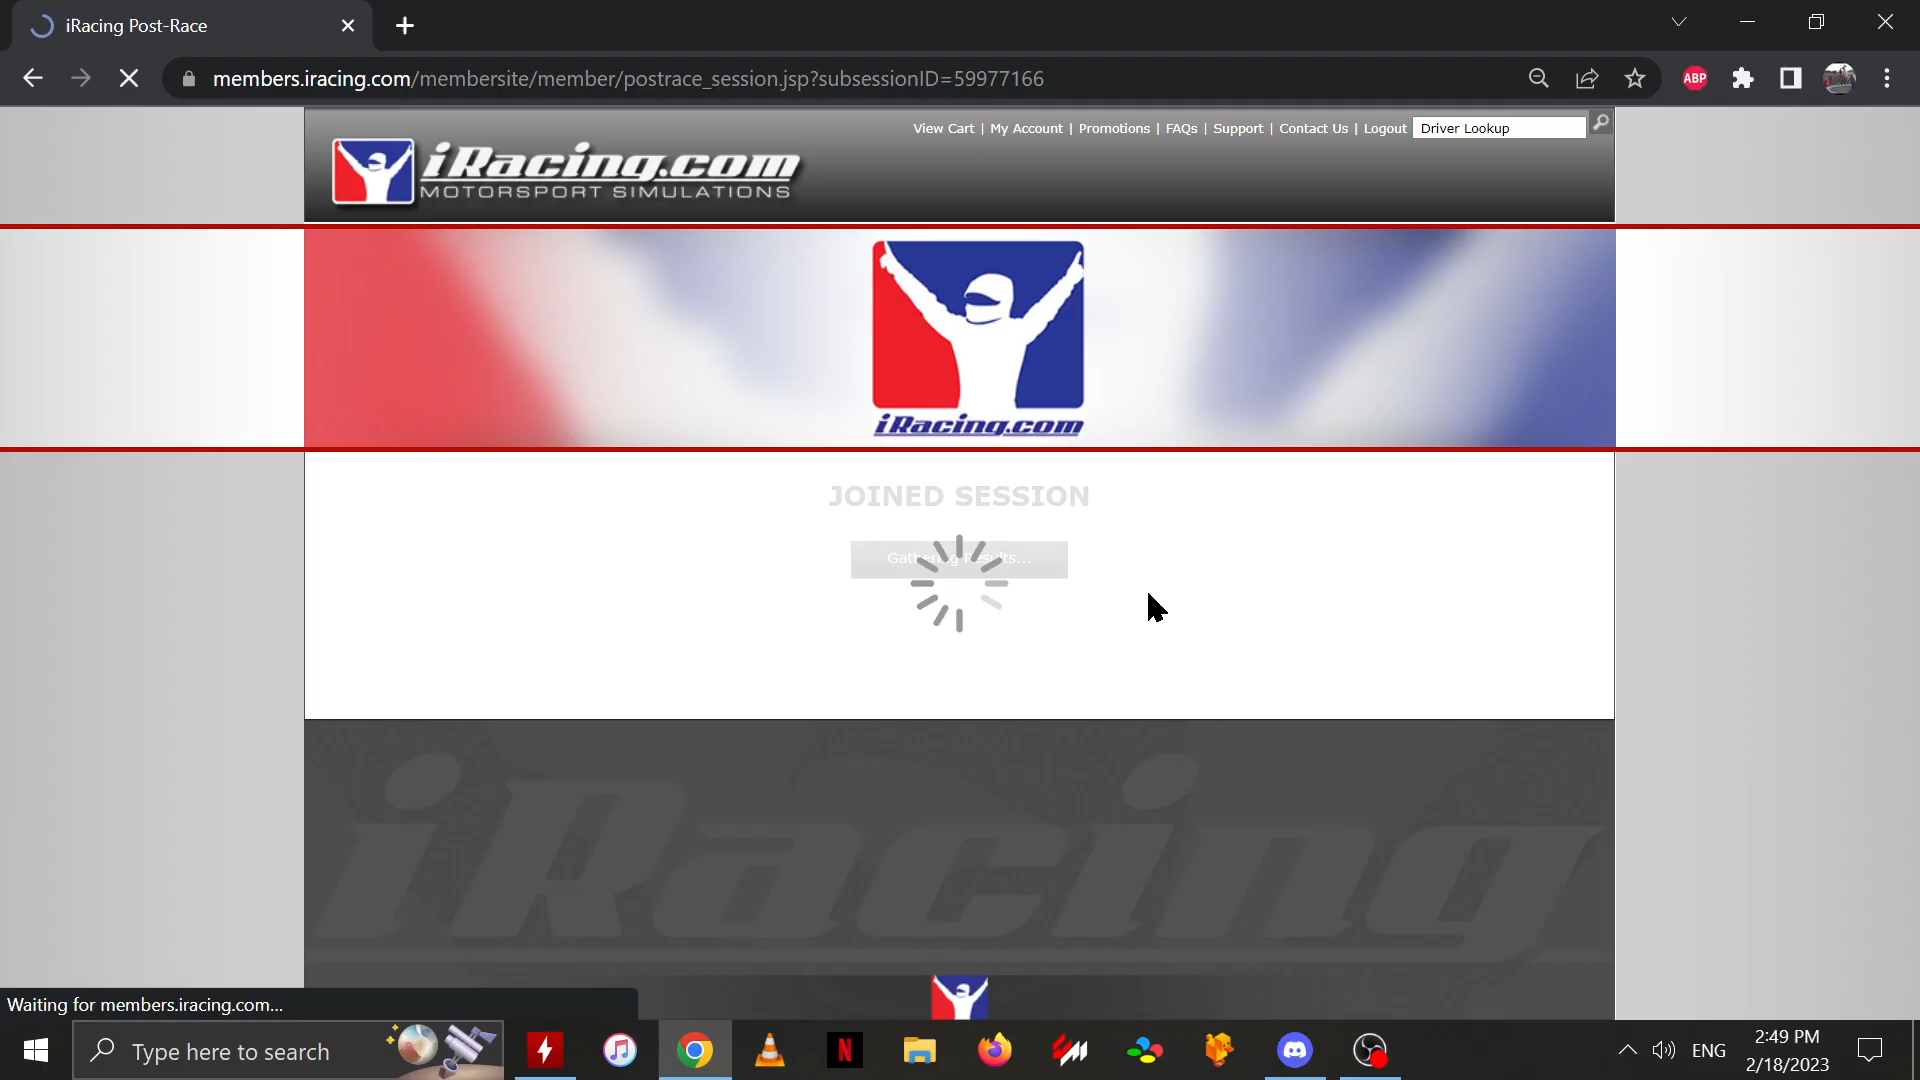 iRacing Post-Race
members.iracing.com/membersite/member/postrace_session.jsp?subsessionID=59977166
ABP
View Cart | My Account | Promotions | FAQs | Support | Contact Us | Logout
Driver Lookup
iRacing.com
MOTORSPORT SIMULATIONS
iRacing.com
JOINED SESSION
Gathering Results...
iRacing
Waiting for members.iracing.com...
Type here to search
N
ENG
2:49 PM
2/18/2023